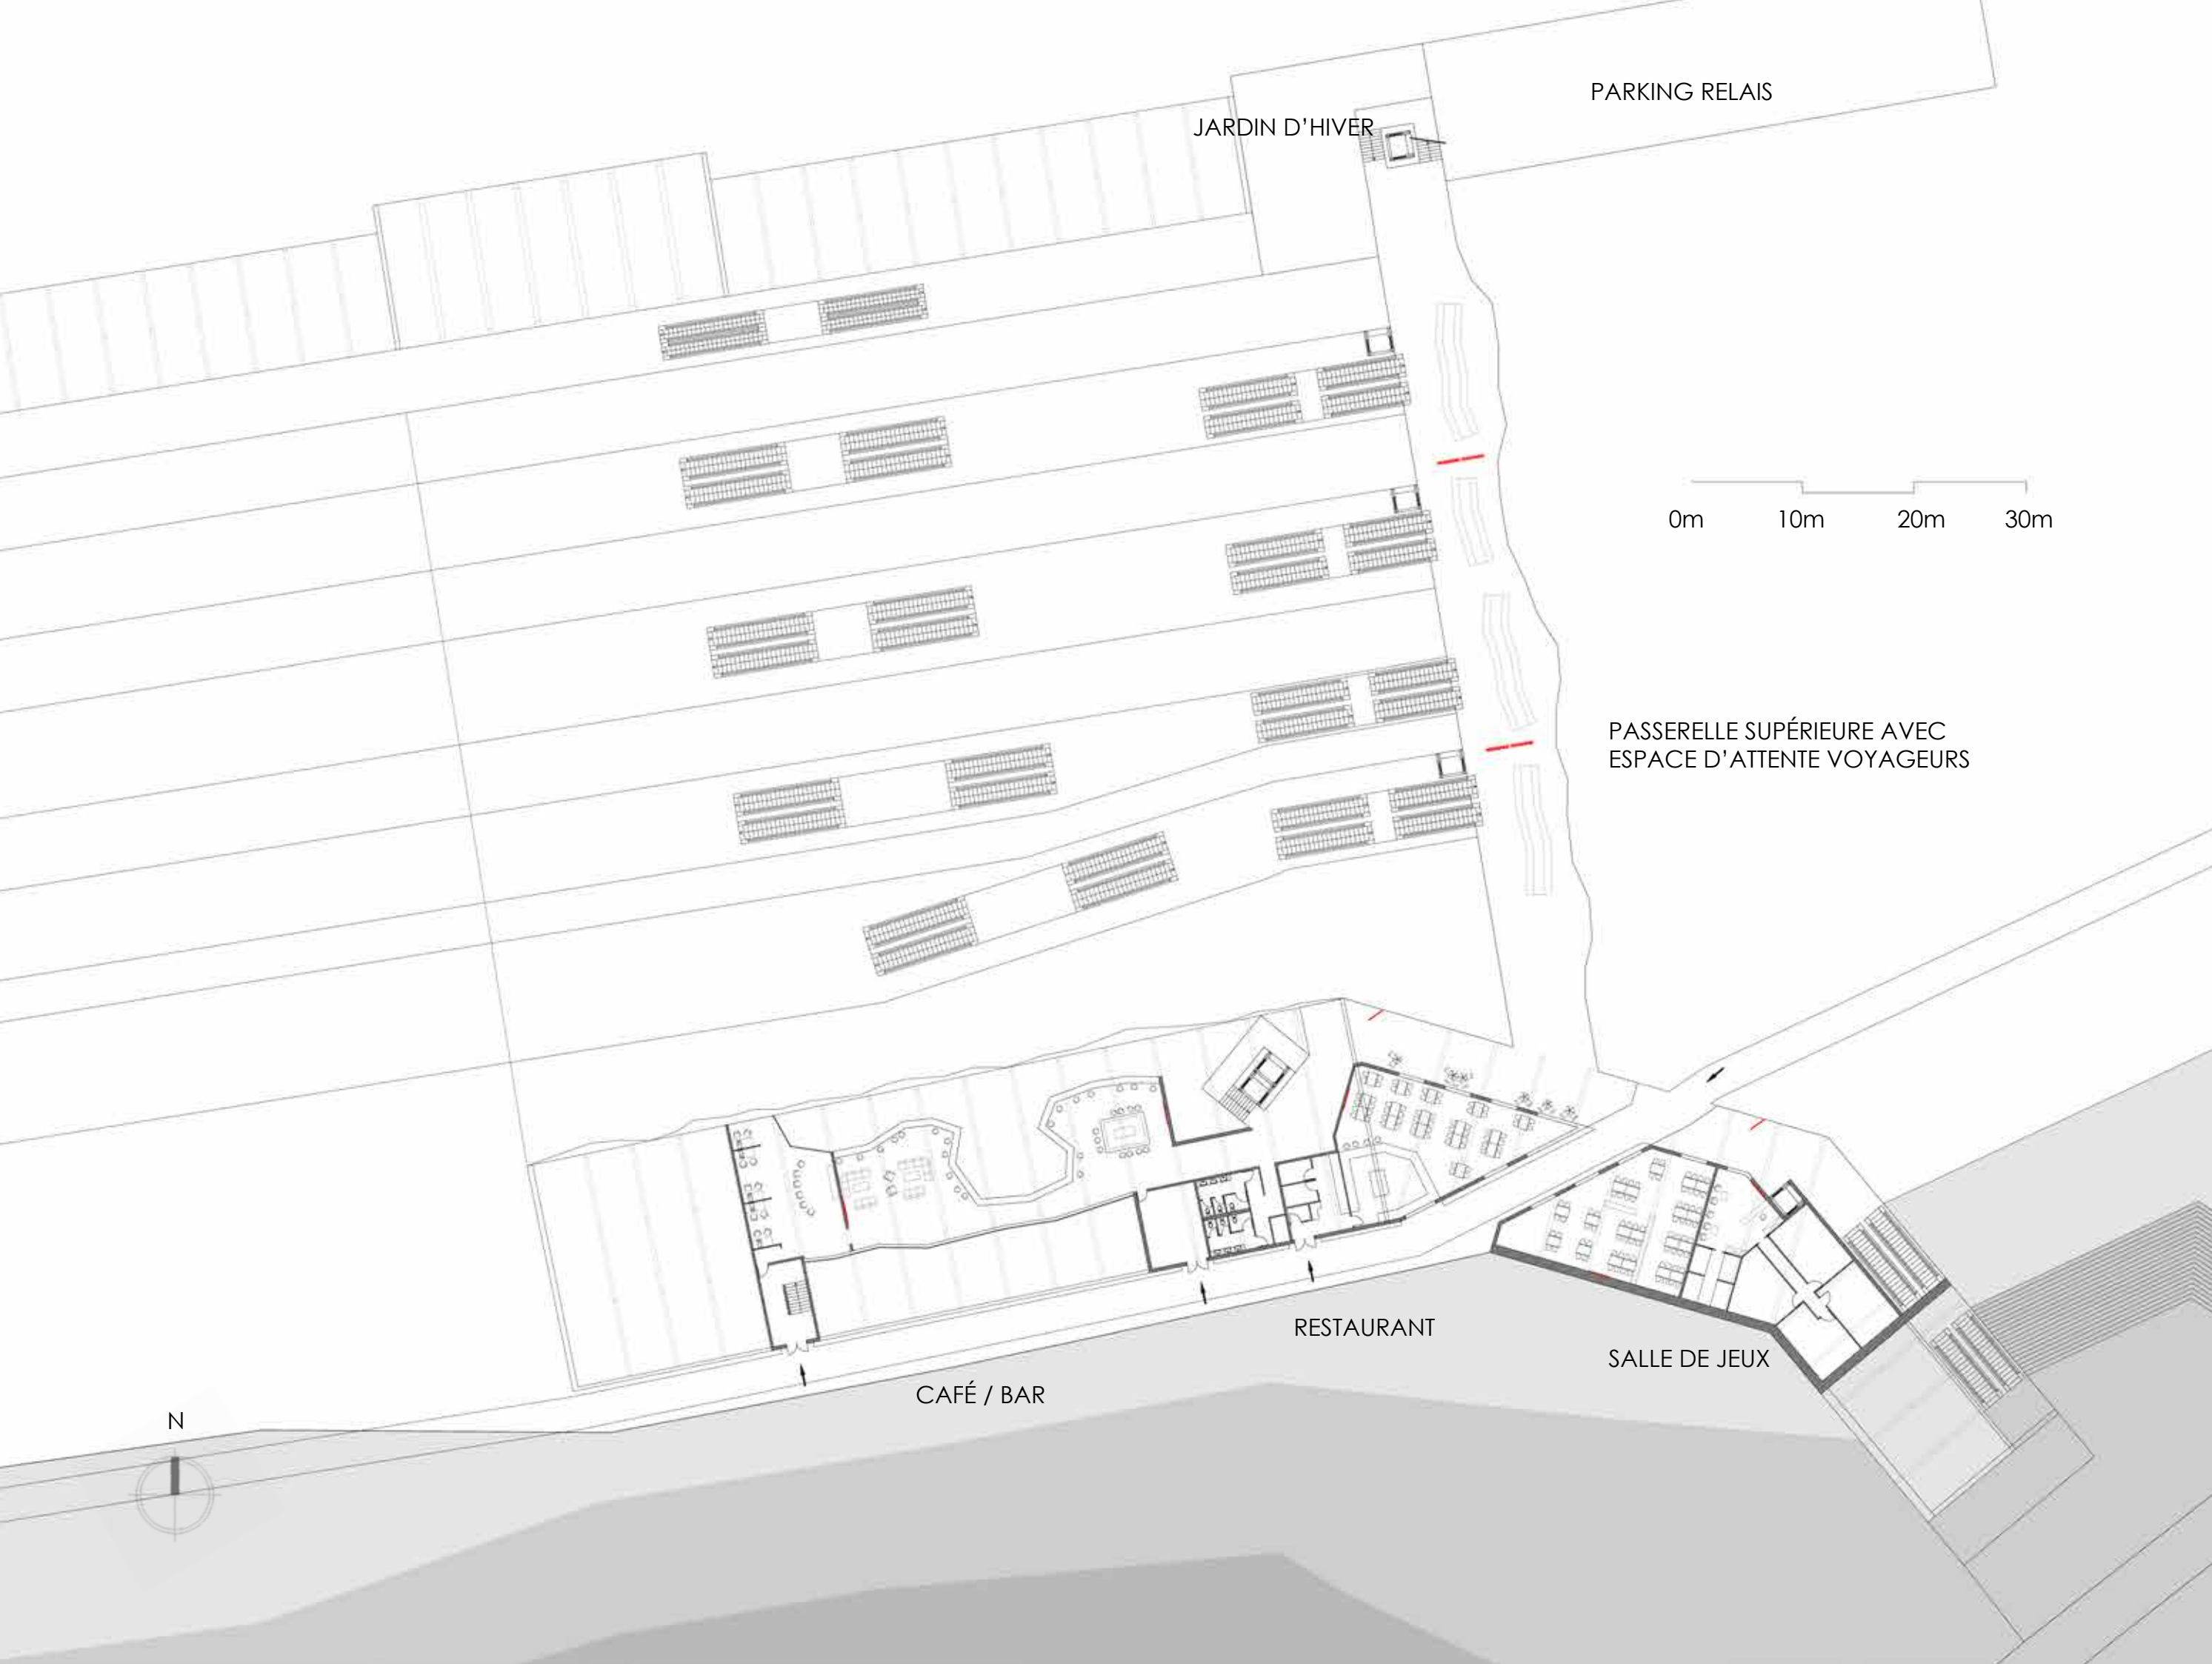 PARKING RELAIS
JARDIN D'HIVER
0m 10m 20m 30m
PASSERELLE SUPÉRIEURE AVEC
ESPACE D'ATTENTE VOYAGEURS
RESTAURANT
SALLE DE JEUX
CAFÉ / BAR
N